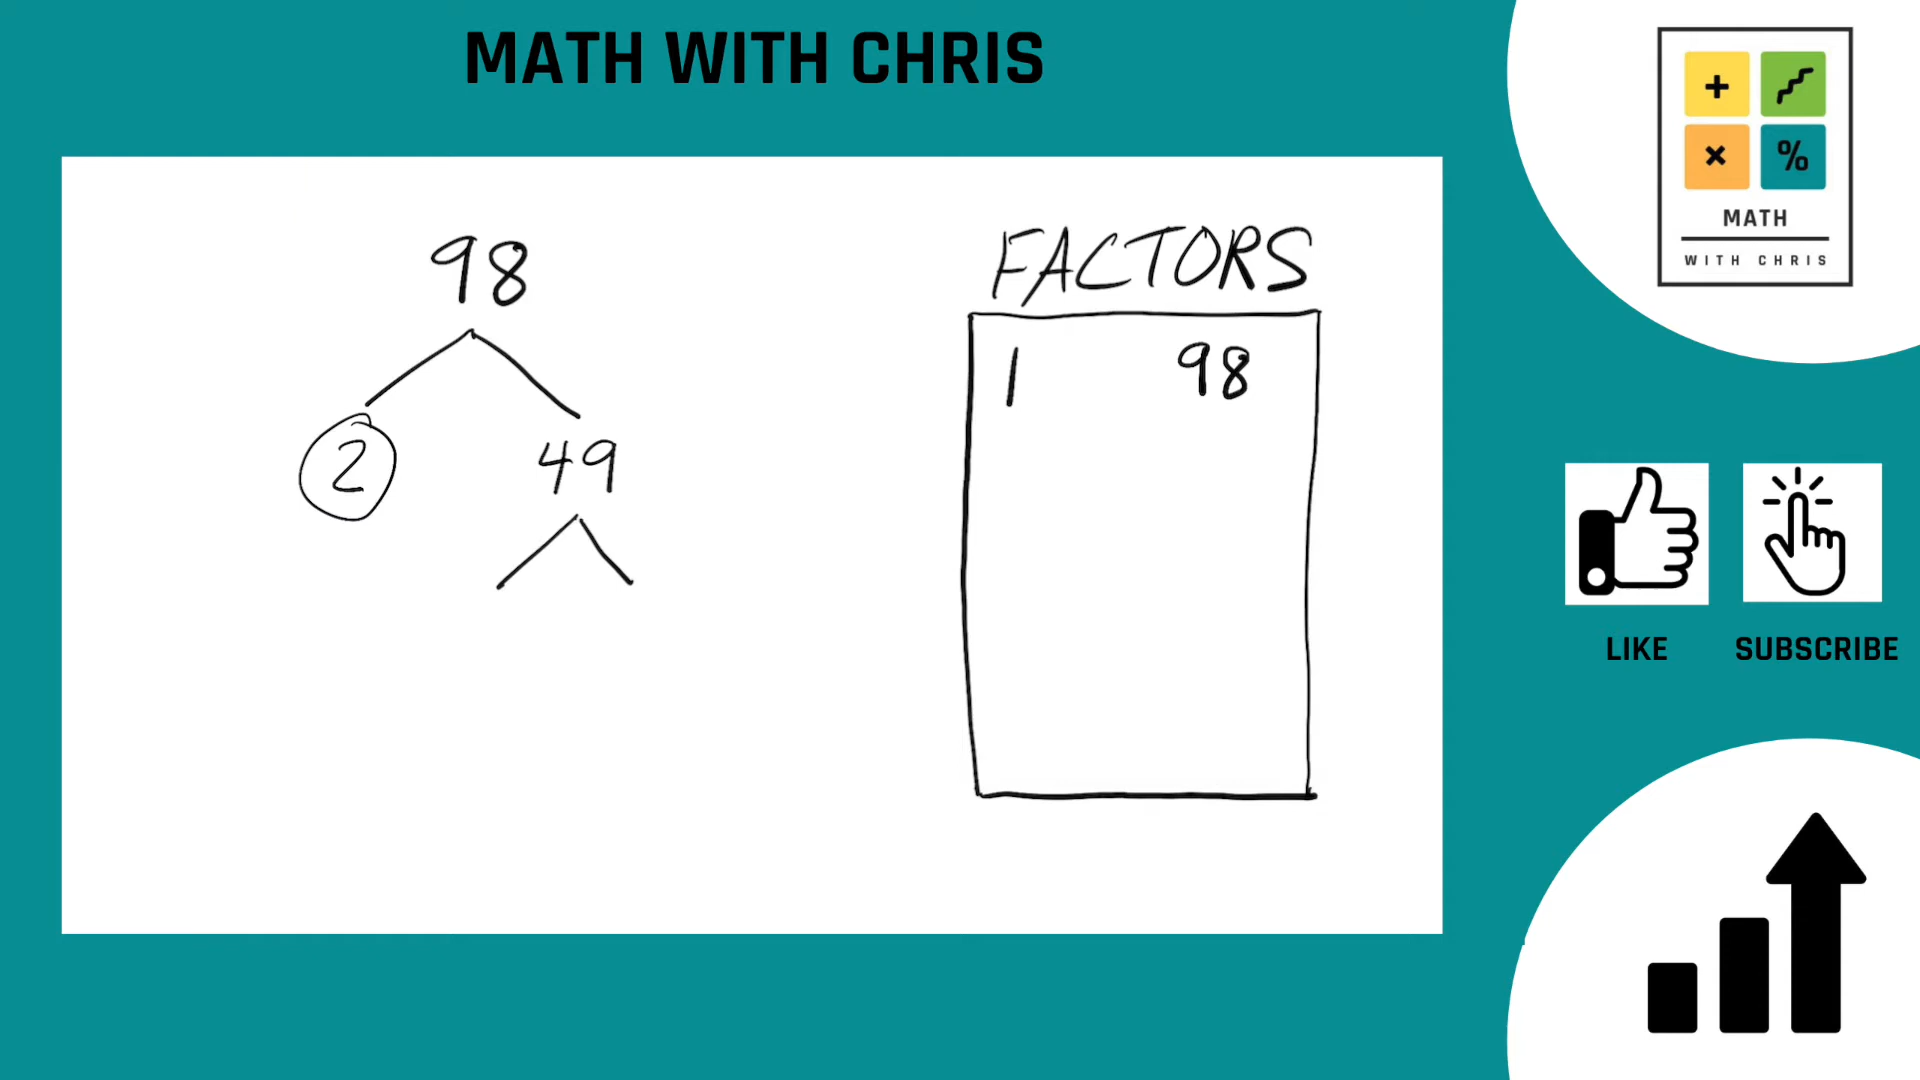 MATH WITH CHRIS
98
2 49
FACTORS
1 98
+
×
%
MATH
WITH CHRIS
LIKE
SUBSCRIBE